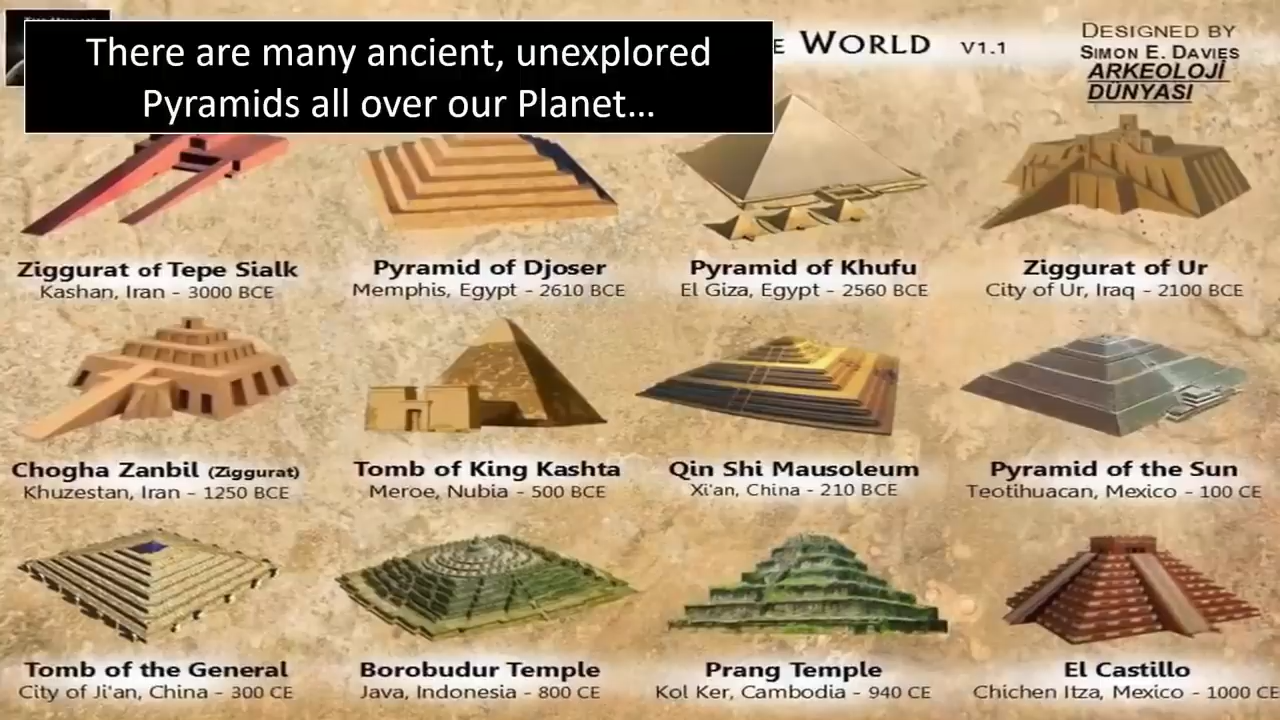 There are many ancient, unexplored
Pyramids all over our Planet...
WORLD V1.1
DESIGNED BY
SIMON E. DAVIES
ARKEOLOJİ
DÜNYASI
Ziggurat of Tepe Sialk
Kashan, Iran - 3000 BCE
Pyramid of Djoser
Memphis, Egypt - 2610 BCE
Pyramid of Khufu
El Giza, Egypt - 2560 BCE
Ziggurat of Ur
City of Ur, Iraq - 2100 BCE
Chogha Zanbil (Ziggurat)
Khuzestan, Iran - 1250 BCE
Tomb of King Kashta
Meroe, Nubia - 500 BCE
Qin Shi Mausoleum
Xi'an, China - 210 BCE
Pyramid of the Sun
Teotihuacan, Mexico - 100 CE
Tomb of the General
City of Ji'an, China - 300 CE
Borobudur Temple
Java, Indonesia - 800 CE
Prang Temple
Kol Ker, Cambodia - 940 CE
El Castillo
Chichen Itza, Mexico - 1000 CE